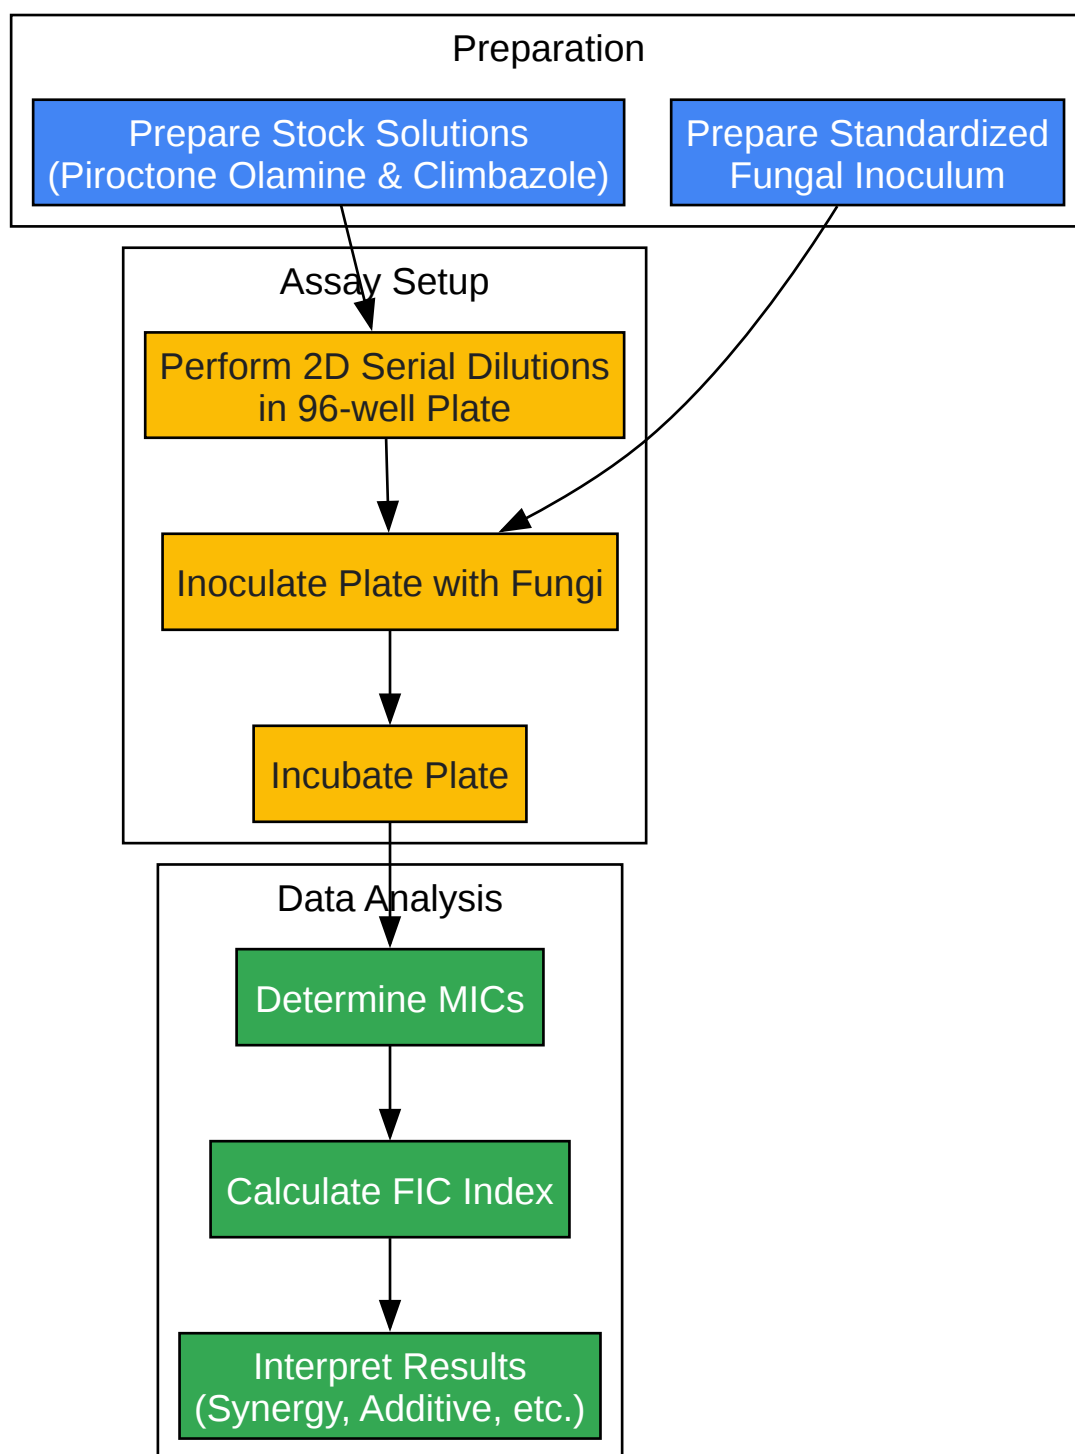 Preparation
Prepare Stock Solutions
(Piroctone Olamine & Climbazole)
Prepare Standardized
Fungal Inoculum
Assay Setup
Perform 2D Serial Dilutions
in 96-well Plate
Inoculate Plate with Fungi
Incubate Plate
Data Analysis
Determine MICs
Calculate FIC Index
Interpret Results
(Synergy, Additive, etc.)